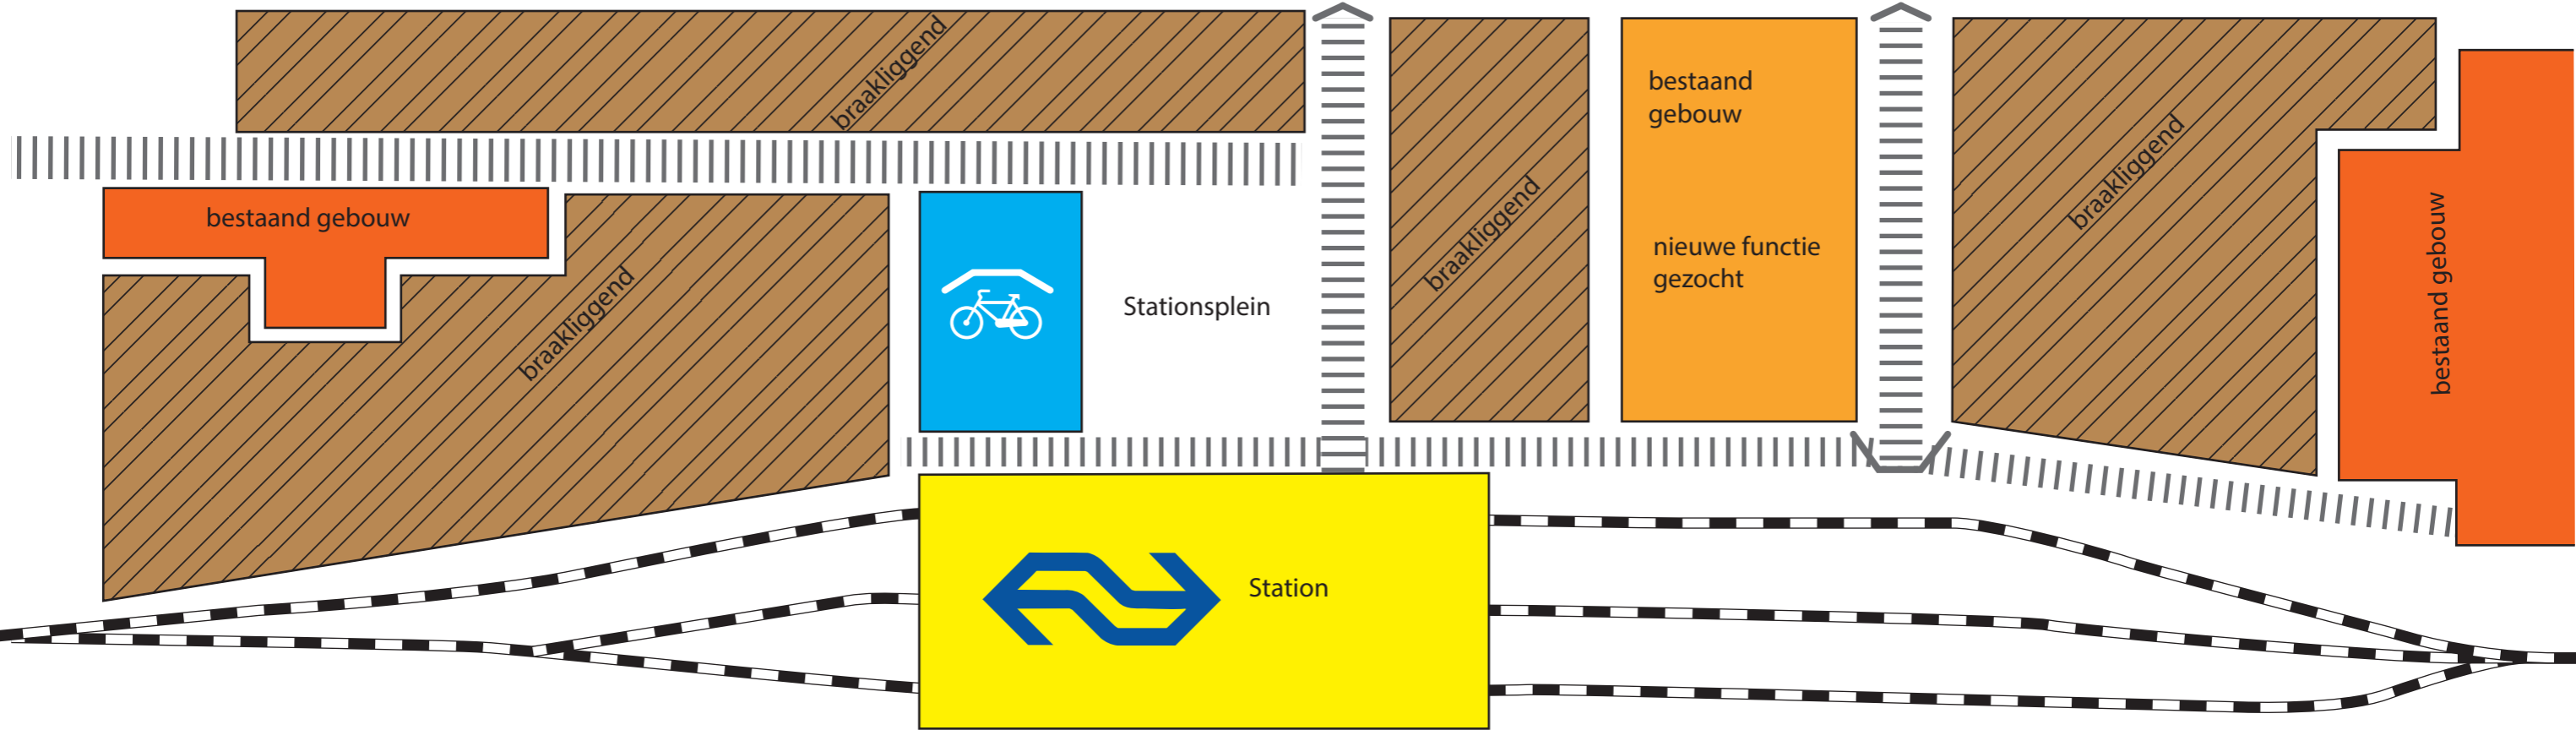 braakliggend
bestaand
gebouw
braakliggend
bestaand gebouw
bestaand gebouw
braakliggend
nieuwe functie
gezocht
braakliggend
Stationsplein
Station